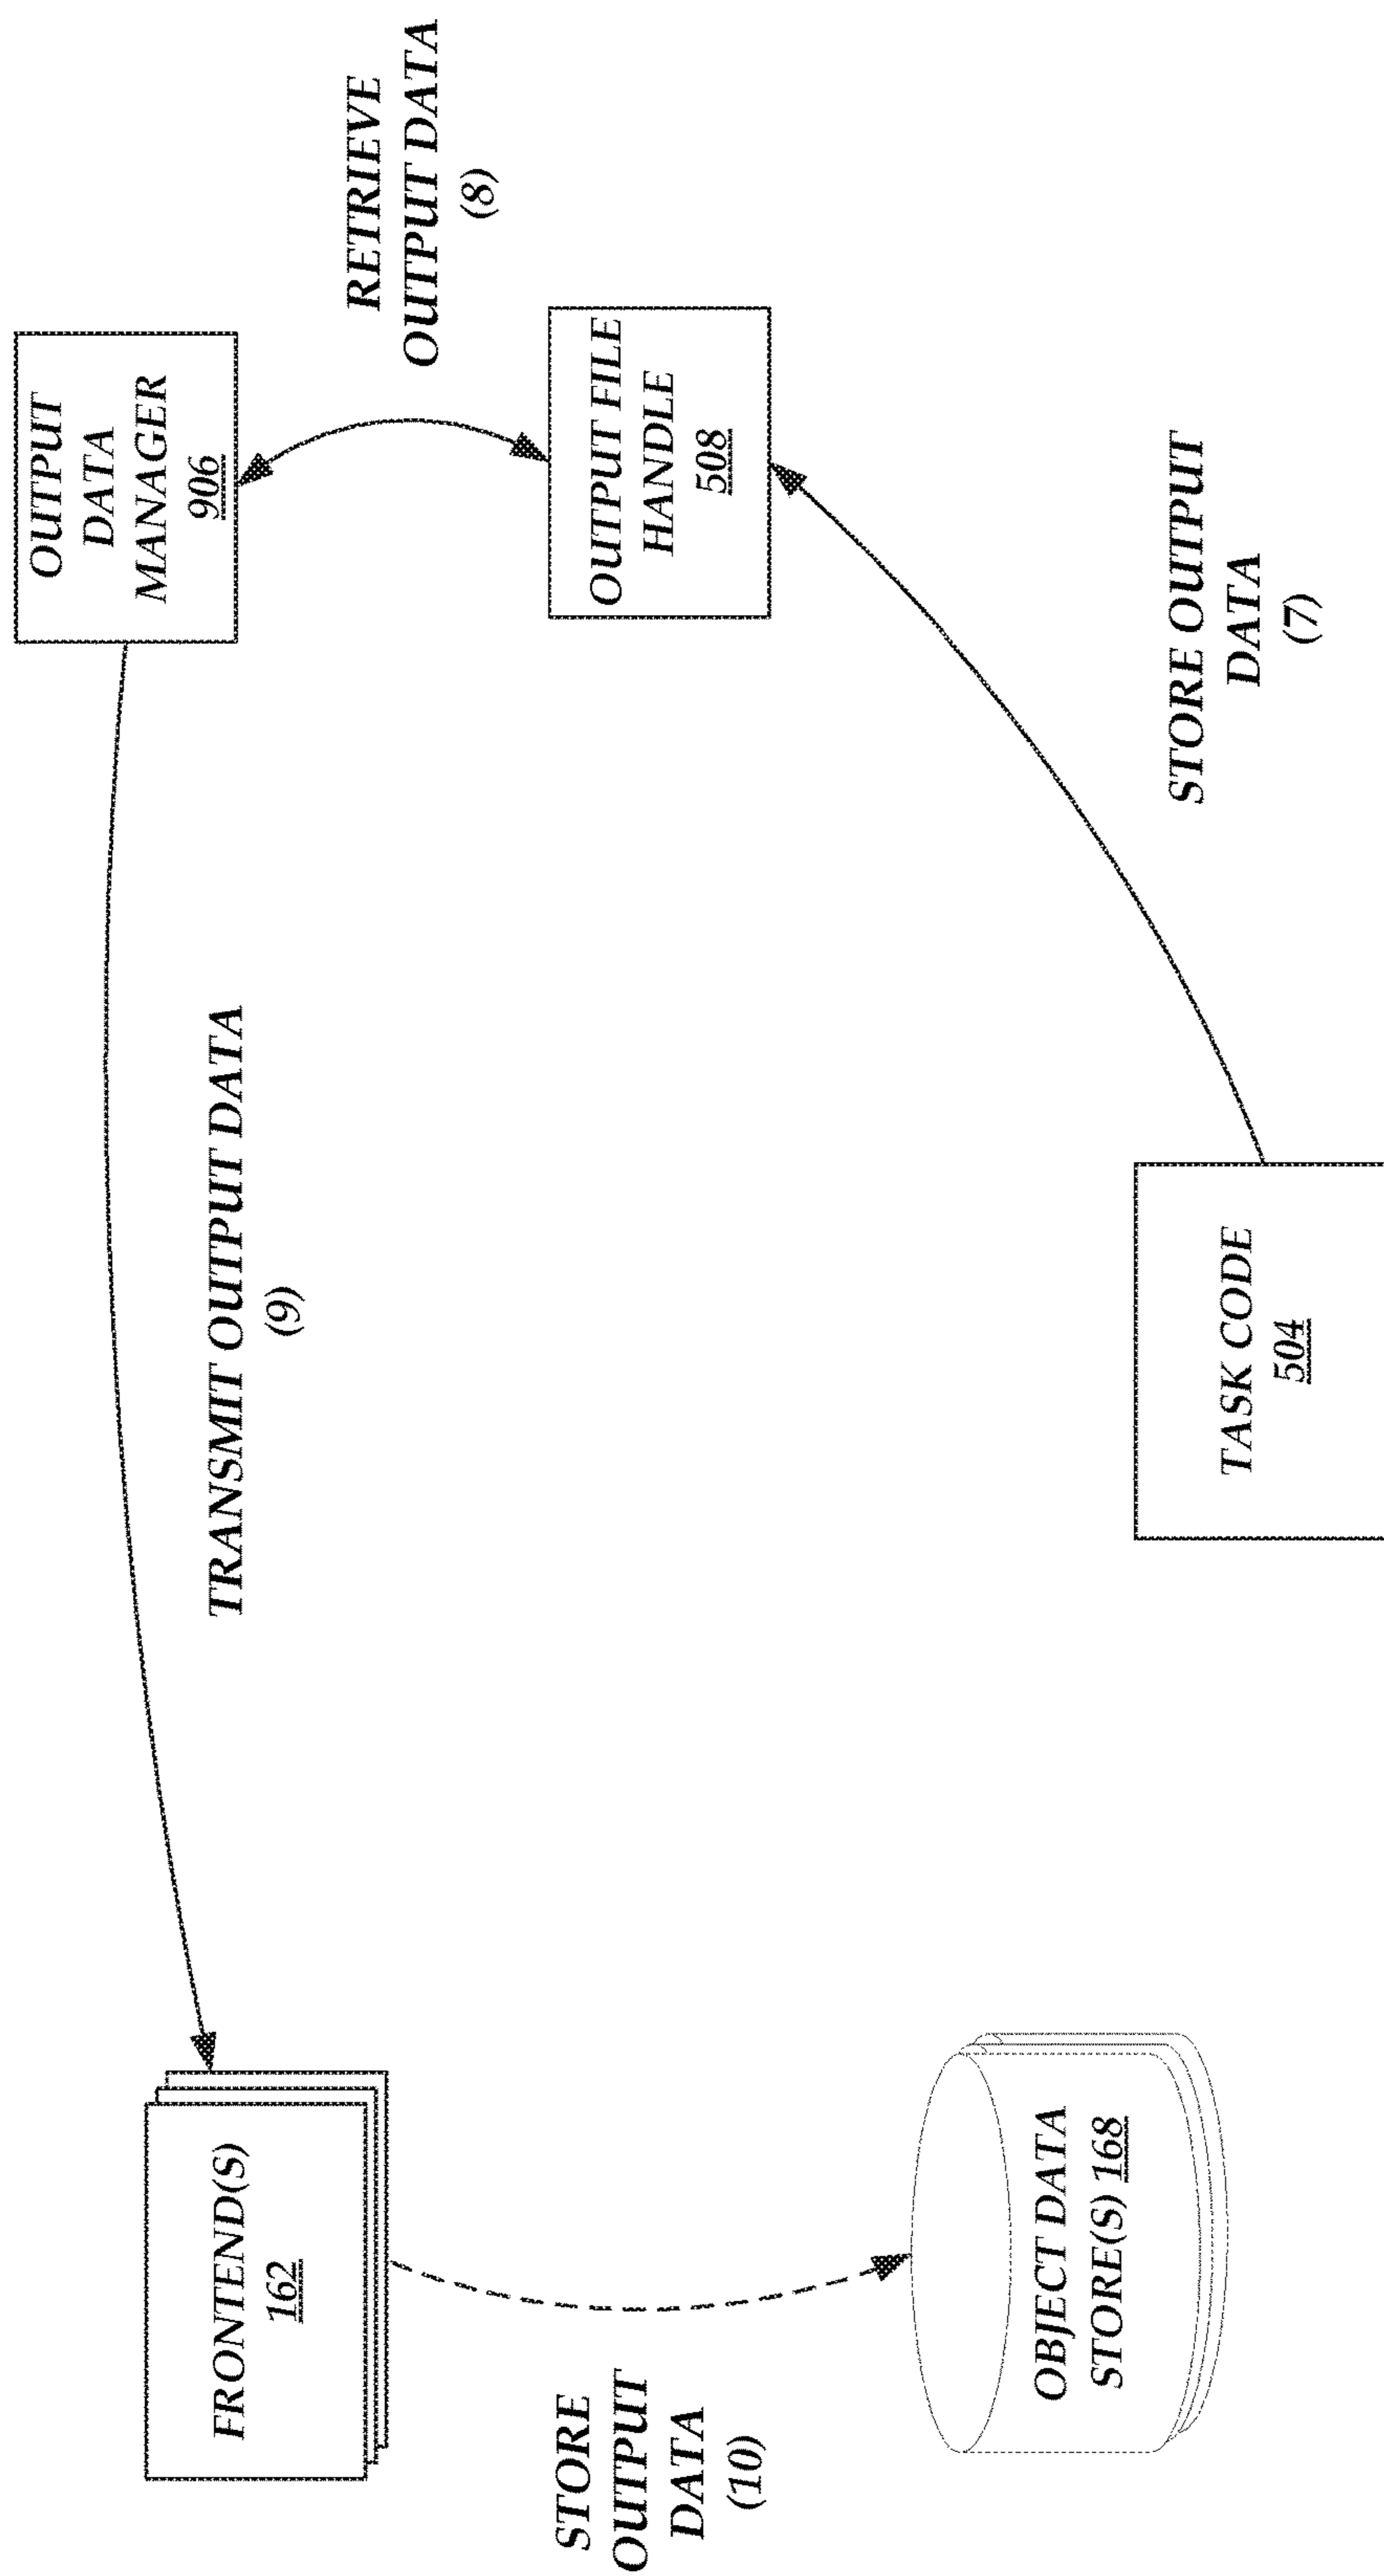 OUTPUT
DATA
MANAGER
906
RETRIEVE
OUTPUT DATA
(8)
OUTPUT FILE
HANDLE
508
TRANSMIT OUTPUT DATA
(9)
STORE OUTPUT
DATA
(7)
TASK CODE
504
FRONTEND(S)
162
STORE
OUTPUT
DATA
(10)
OBJECT DATA
STORE(S) 168